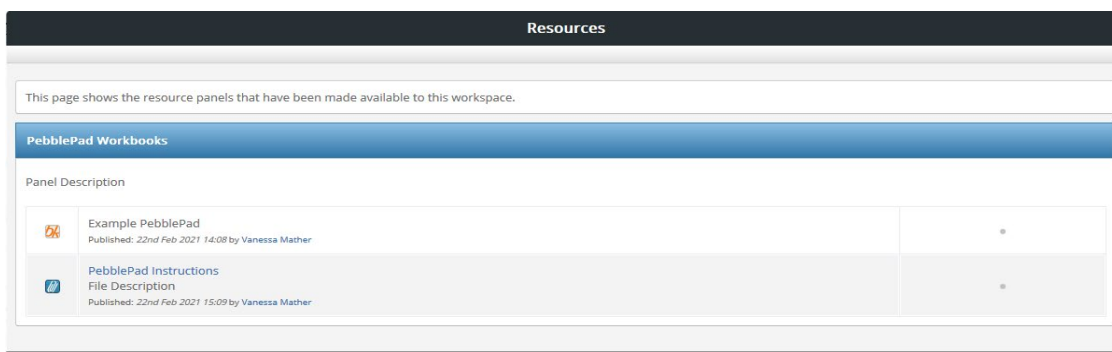 Resources
This page shows the resource panels that have been made available to this workspace.
PebblePad Workbooks
Panel Description
Example PebblePad
Published: 22nd Feb 2021 14:08 by Vanessa Mather
PebblePad Instructions
File Description
Published: 22nd Feb 2021 15:09 by Vanessa Mather